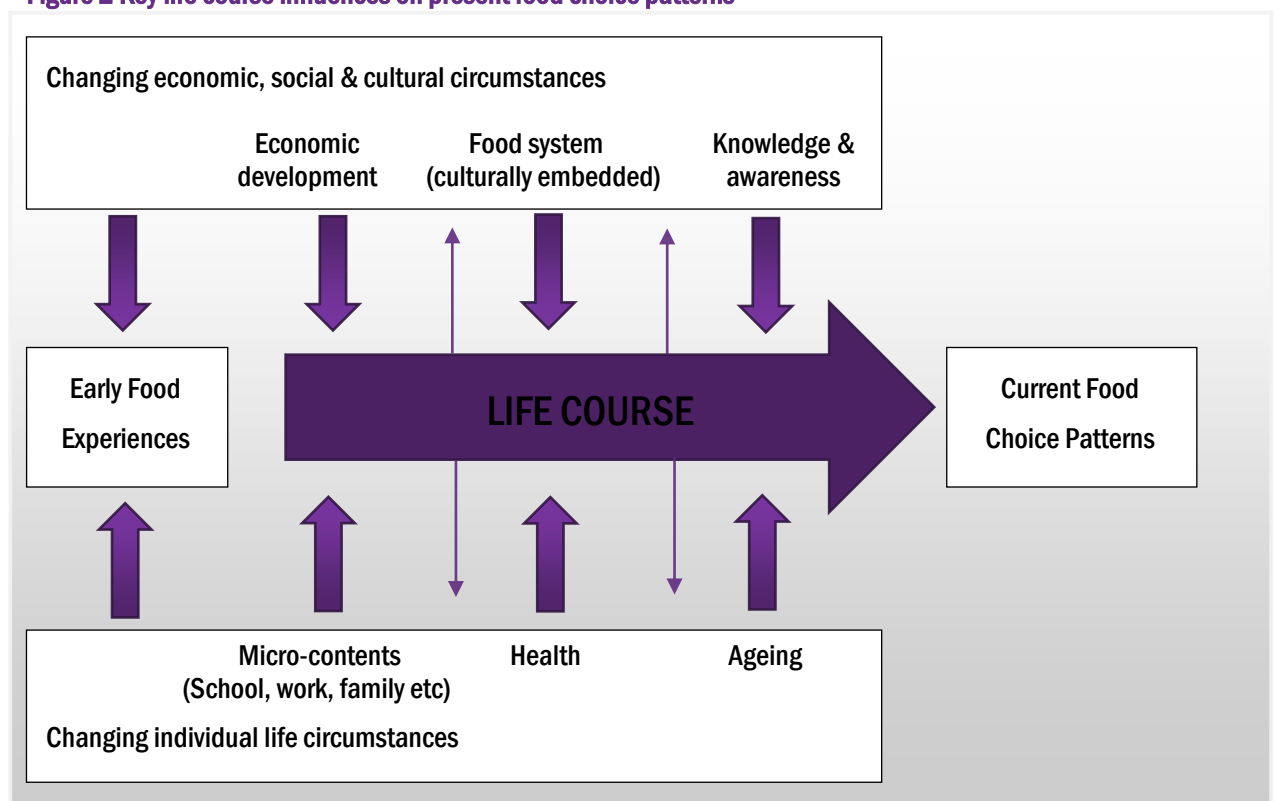 Figure 2 Key life course influences on present food choice patterns
Changing economic, social & cultural circumstances
Economic
development
Food system
(culturally embedded)
Knowledge &
awareness
Early Food
Experiences
LIFE COURSE
Current Food
Choice Patterns
Micro-contents
(School, work, family etc)
Health
Ageing
Changing individual life circumstances